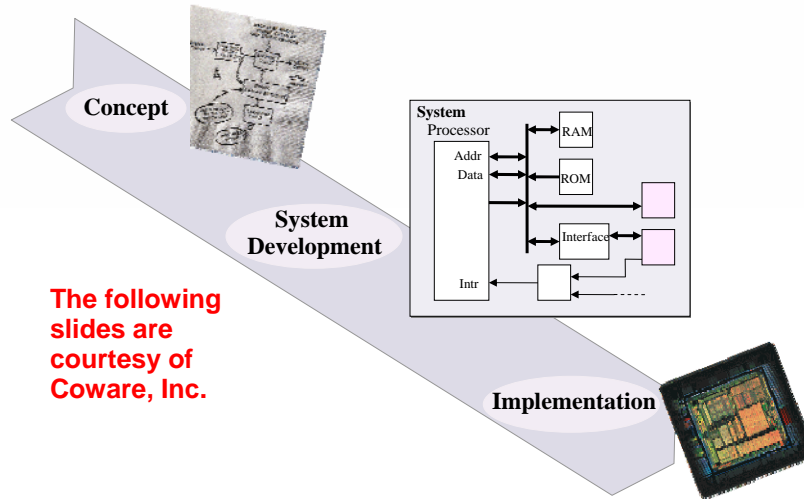 Concept
System
Development
Implementation
System
Processor
Addr
Data
Intr
RAM
ROM
Interface
The following
slides are
courtesy of
Coware, Inc.